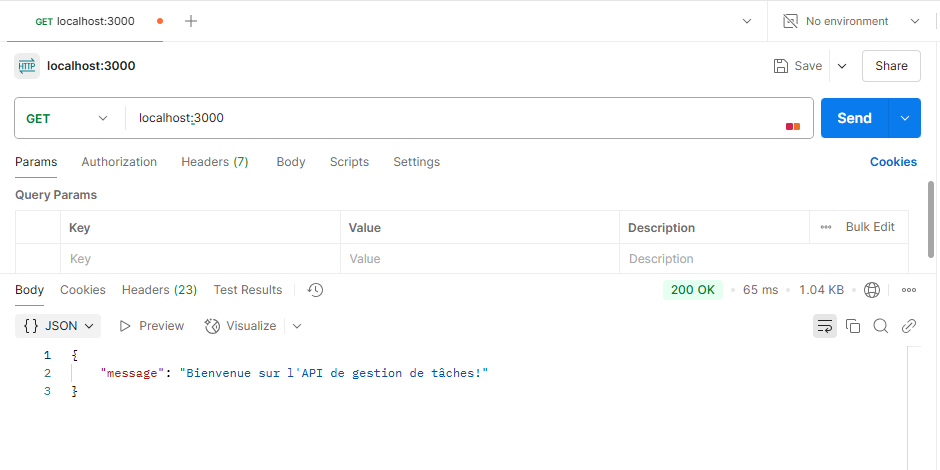 GET localhost:3000
No environment
HTTP localhost:3000 Save Share
GET localhost:3000 Send
Params Authorization Headers (7) Body Scripts Settings Cookies
Query Params
Key Value Description Bulk Edit
Key Value Description
Body Cookies Headers (23) Test Results 200 OK • 65 ms • 1.04 KB •
{} JSON Preview Visualize
1 {
2 "message": "Bienvenue sur l'API de gestion de tâches!"
3 }